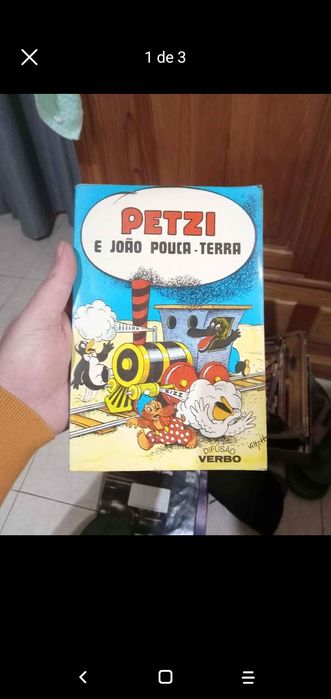 1 de 3
PETZI
E JOÃO POUCA-TERRA
DIFUSÃO
VERBO